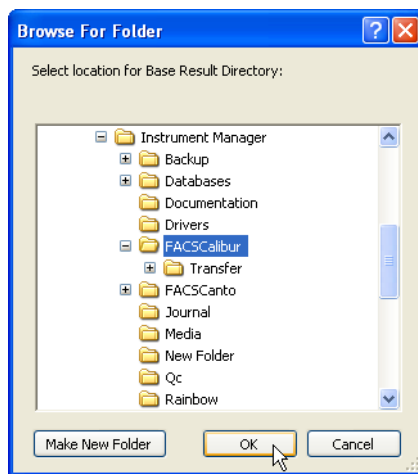 Browse For Folder
Select location for Base Result Directory:
Instrument Manager
Backup
Databases
Documentation
Drivers
FACSCalibur
Transfer
FACSCanto
Journal
Media
New Folder
Qc
Rainbow
Make New Folder OK Cancel